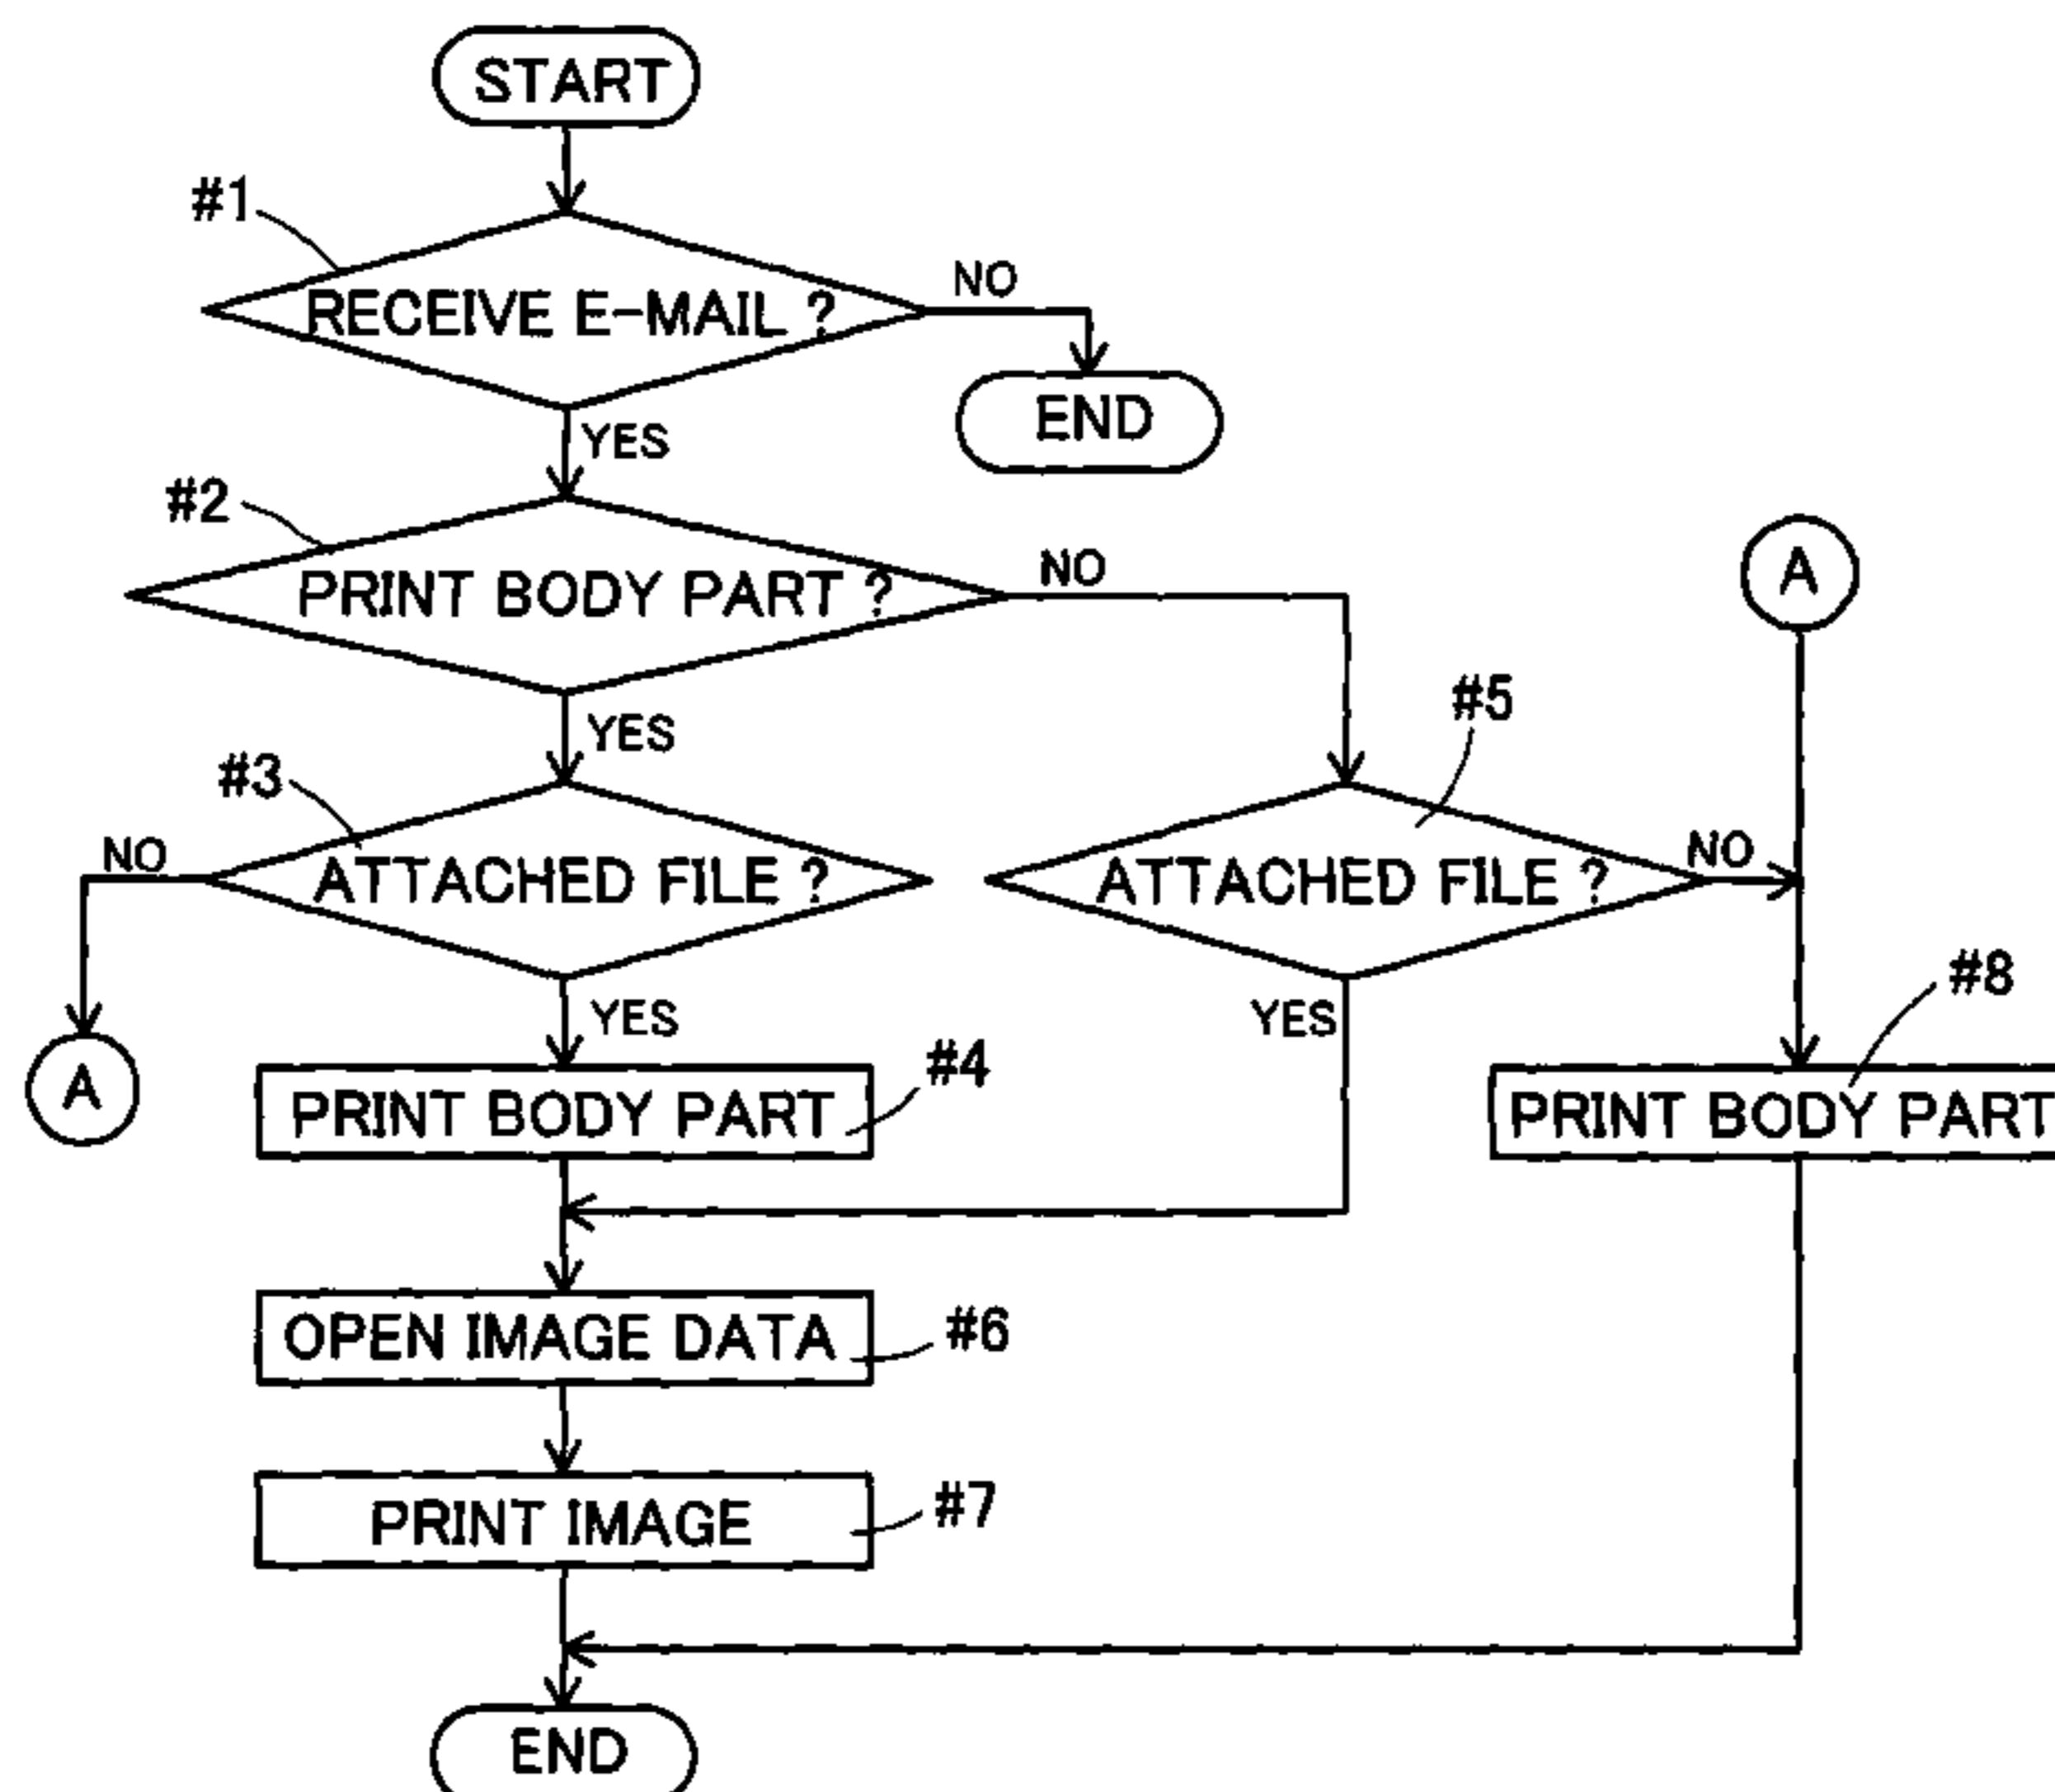 START
#1
RECEIVE E-MAIL ?
NO
END
YES
#2
PRINT BODY PART ?
NO
A
YES
#5
#3
NO
ATTACHED FILE ?
ATTACHED FILE ?
NO
YES
YES
#8
A
PRINT BODY PART
#4
PRINT BODY PART
OPEN IMAGE DATA
#6
PRINT IMAGE
#7
END